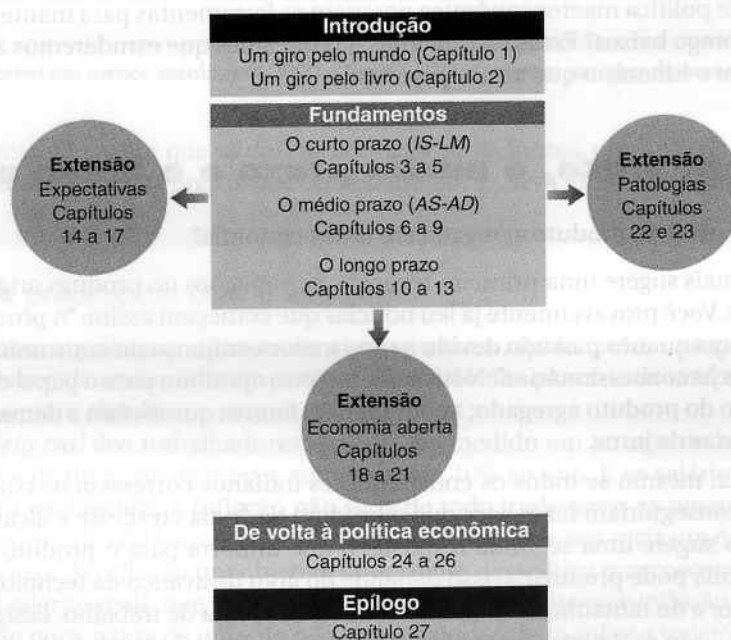 Introdução
Um giro pelo mundo (Capítulo 1)
Um giro pelo livro (Capítulo 2)
Fundamentos
O curto prazo (IS-LM)
Capítulos 3 a 5
O médio prazo (AS-AD)
Capítulos 6 a 9
O longo prazo
Capítulos 10 a 13
Extensão
Expectativas
Capítulos
14 a 17
Extensão
Patologias
Capítulos
22 e 23
Extensão
Economia aberta
Capítulos
18 a 21
De volta à política econômica
Capítulos 24 a 26
Epílogo
Capítulo 27